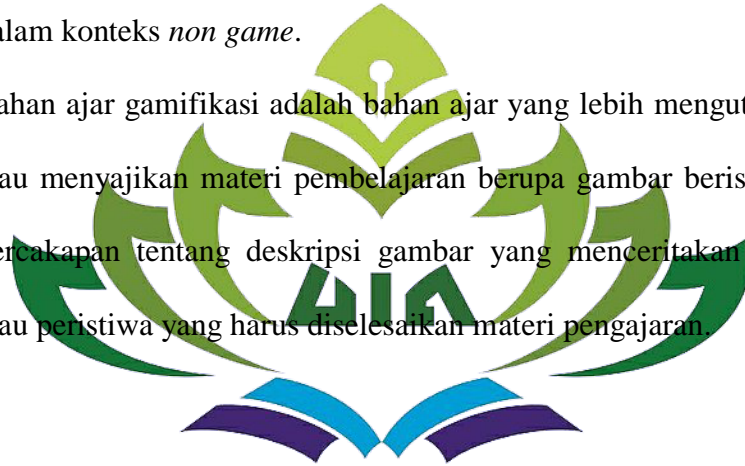 alam konteks non game.
ahan ajar gamifikasi adalah bahan ajar yang lebih mengut
au menyajikan materi pembelajaran berupa gambar beris
ercakapan tentang deskripsi gambar yang menceritakan
au peristiwa yang harus diselesaikan materi pengajaran.